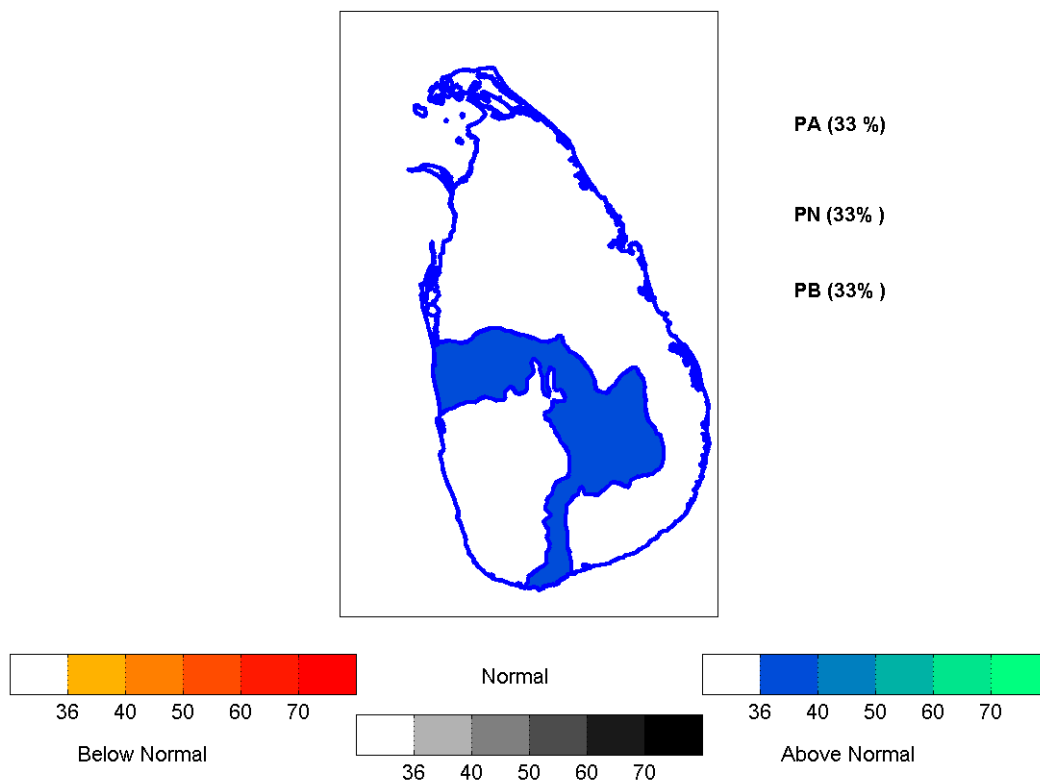 PA (33 %)
PN (33% )
PB (33% )
Normal
36 40 50 60 70
36 40 50 60 70
Below Normal
Above Normal
36 40 50 60 70